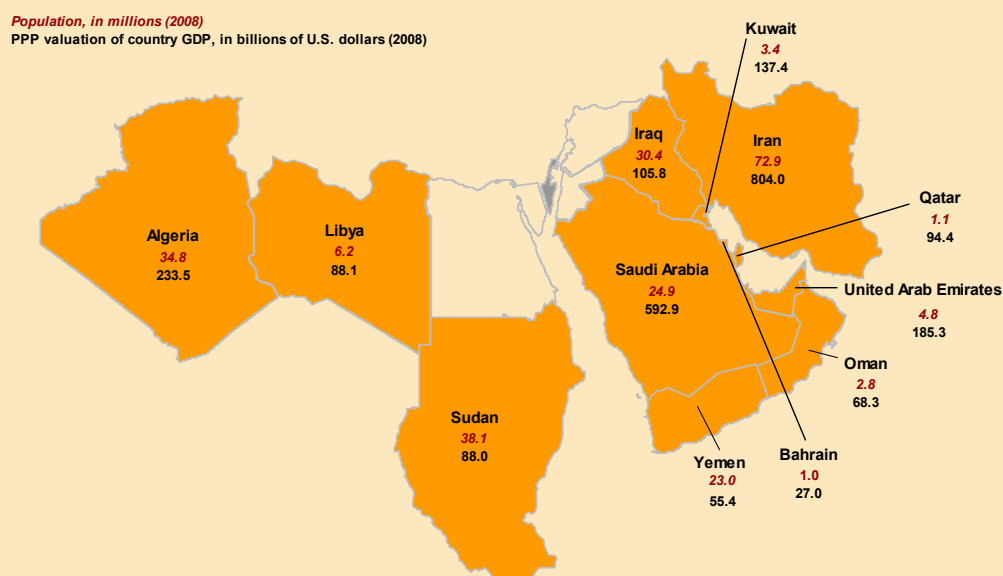 Population, in millions (2008)
PPP valuation of country GDP, in billions of U.S. dollars (2008)
Kuwait
3.4
137.4
Iraq
30.4
105.8
Iran
72.9
804.0
Qatar
1.1
94.4
Algeria
34.8
233.5
Libya
6.2
88.1
Saudi Arabia
24.9
592.9
United Arab Emirates
4.8
185.3
Oman
2.8
68.3
Sudan
38.1
88.0
Yemen
23.0
55.4
Bahrain
1.0
27.0